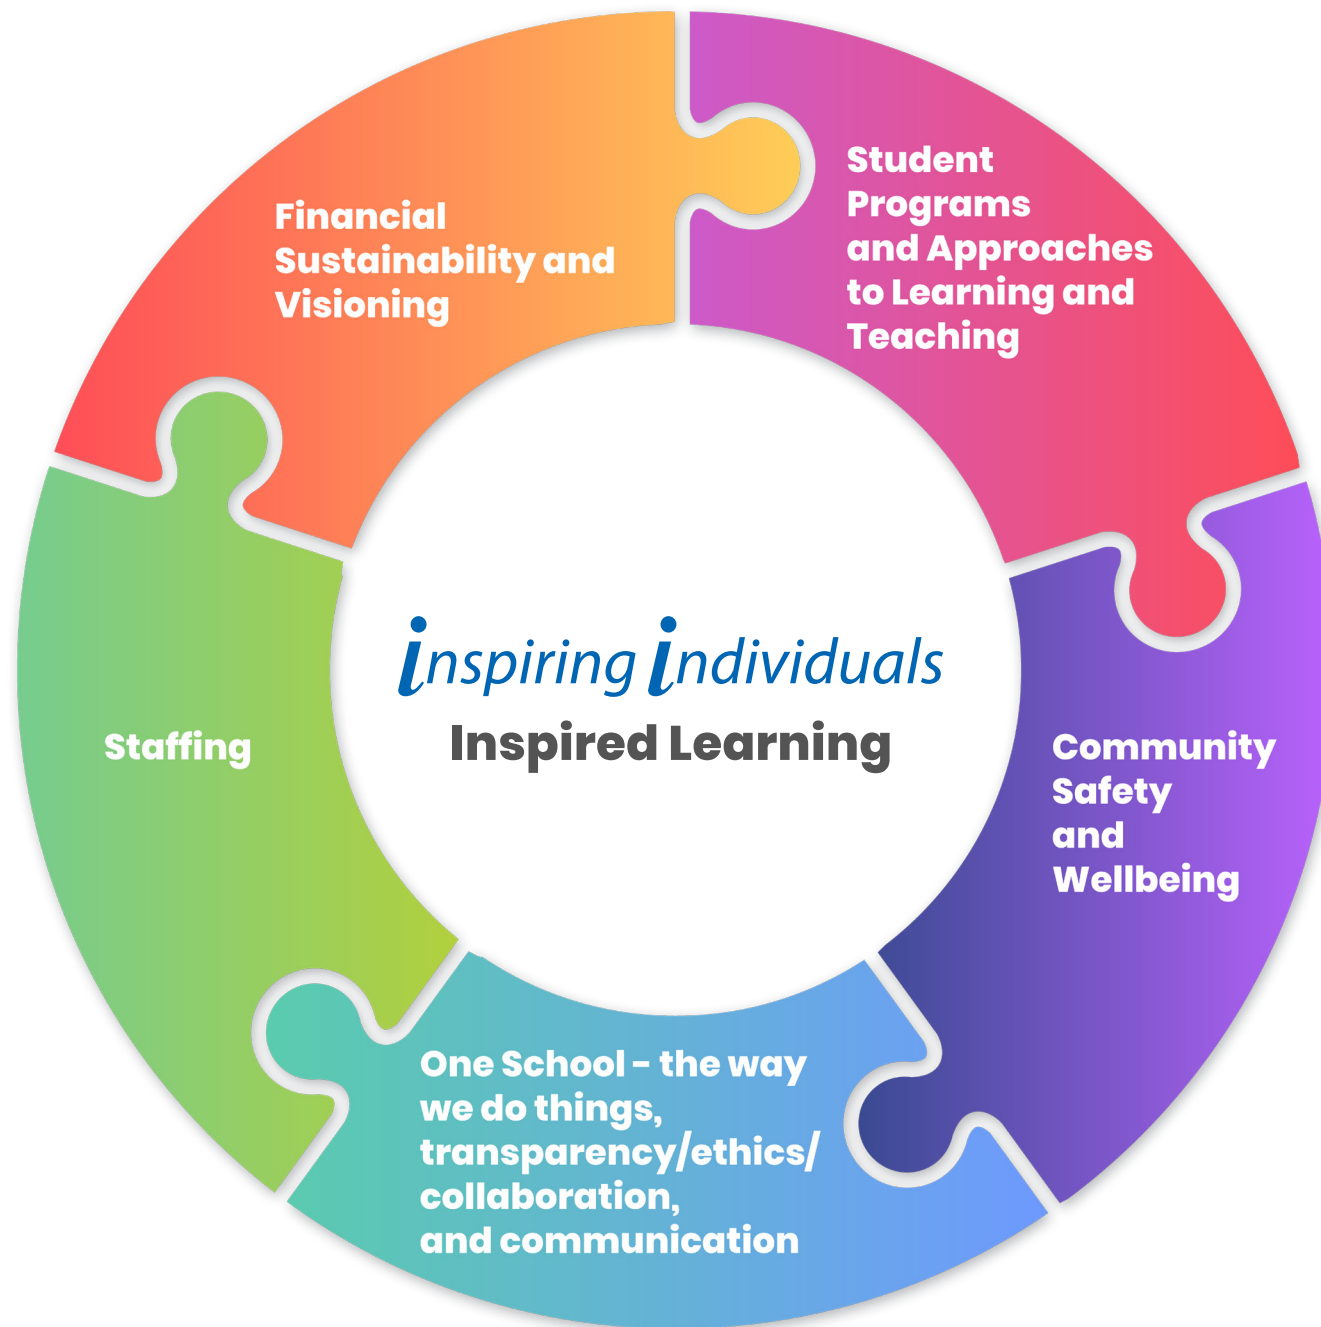 Financial
Sustainability and
Visioning
Student
Programs
and Approaches
to Learning and
Teaching
inspiring individuals
Inspired Learning
Staffing
Community
Safety
and
Wellbeing
One School - the way
we do things,
transparency/ethics/
collaboration,
and communication